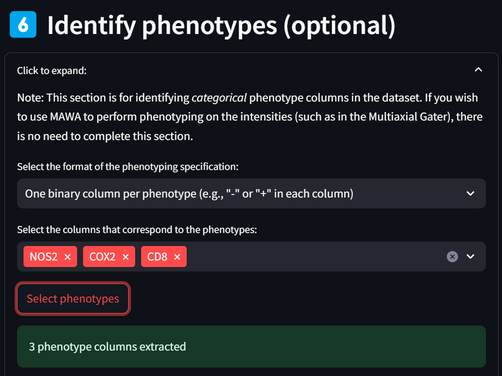 6 Identify phenotypes (optional)
Click to expand:
Note: This section is for identifying categorical phenotype columns in the dataset. If you wish
to use MAWA to perform phenotyping on the intensities (such as in the Multiaxial Gater), there
is no need to complete this section.
Select the format of the phenotyping specification:
One binary column per phenotype (e.g., "-" or "+" in each column)
Select the columns that correspond to the phenotypes:
NOS2 × COX2 × CD8 ×
Select phenotypes
3 phenotype columns extracted